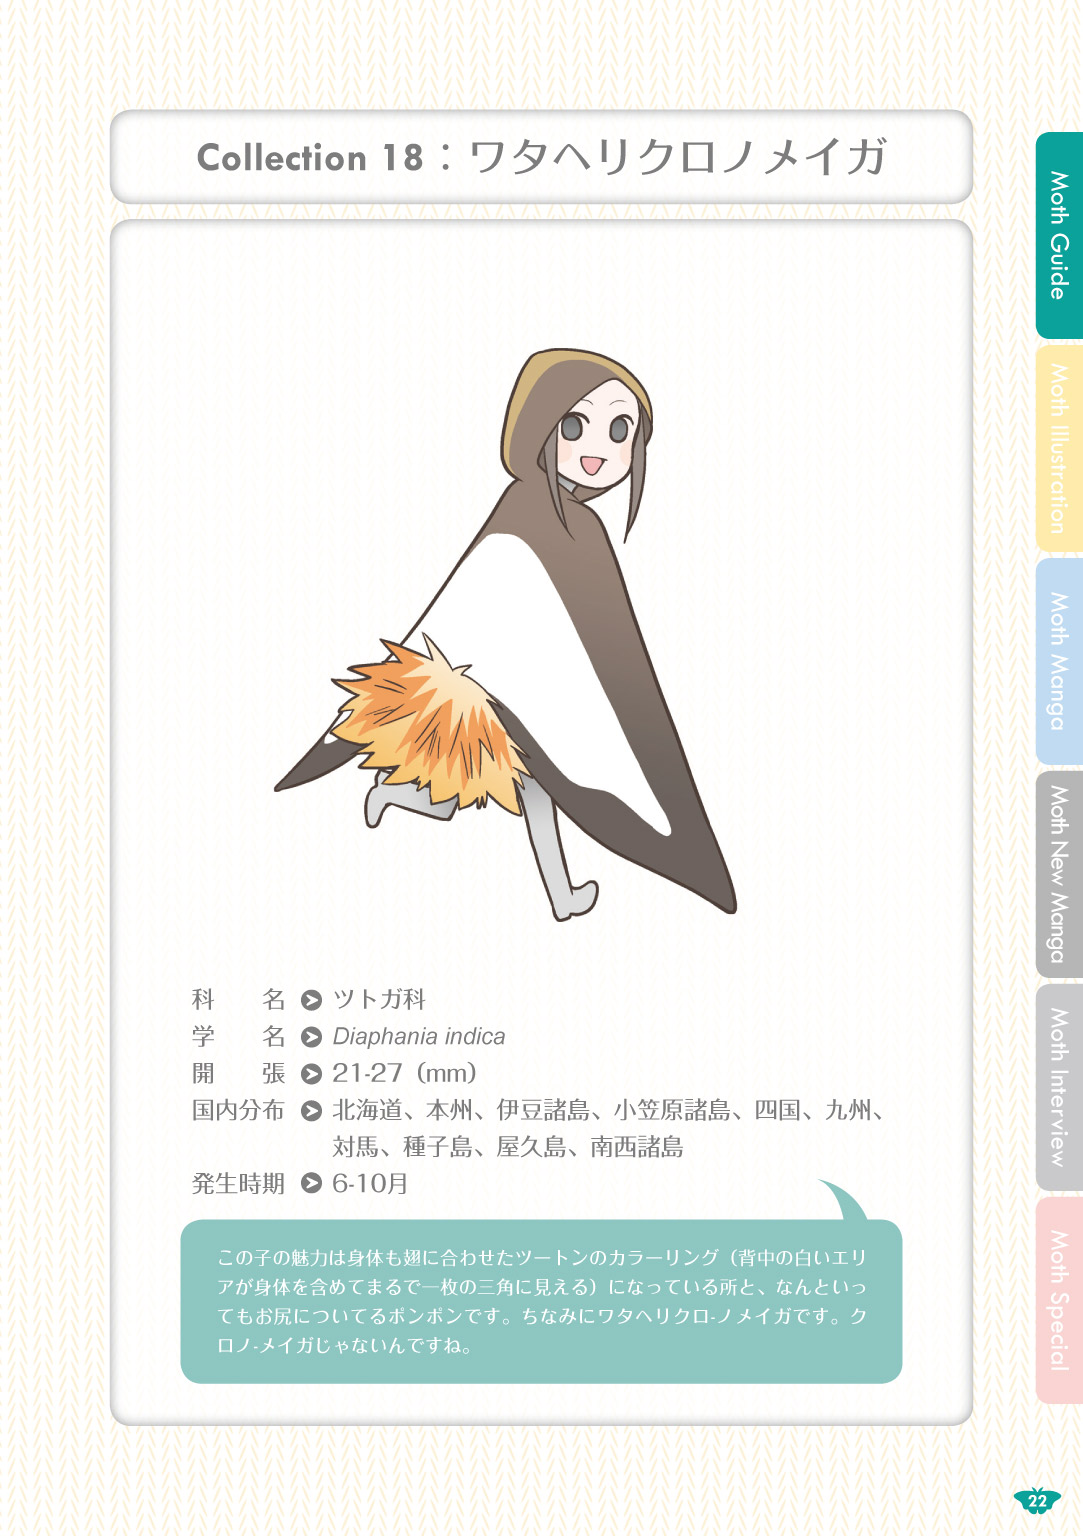 Collection 18：ワタヘリクロノメイガ
科　　名 ツトガ科
学　　名 Diaphania indica
開　　張 21-27（mm）
国内分布 北海道、本州、伊豆諸島、小笠原諸島、四国、九州、
対馬、種子島、屋久島、南西諸島
発生時期 6-10月
この子の魅力は身体も翅に合わせたツートンのカラーリング（背中の白いエリ
アが身体を含めてまるで一枚の三角に見える）になっている所と、なんといっ
てもお尻についてるポンポンです。ちなみにワタヘリクロ-ノメイガです。ク
ロノ-メイガじゃないんですね。
Moth Guide
Moth Illustration
Moth Manga
Moth New Manga
Moth Interview
Moth Special
22